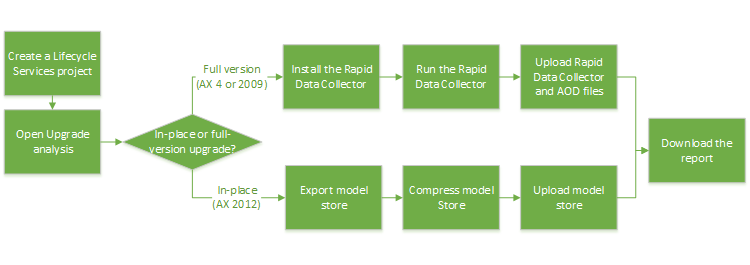 Create a Lifecycle
Services project
Open Upgrade
analysis
In-place or full-
version upgrade?
Full version
(AX 4 or 2009)
Install the Rapid
Data Collector
Run the Rapid
Data Collector
Upload Rapid
Data Collector
and AOD files
In-place
(AX 2012)
Export model
store
Compress model
Store
Upload model
store
Download the
report